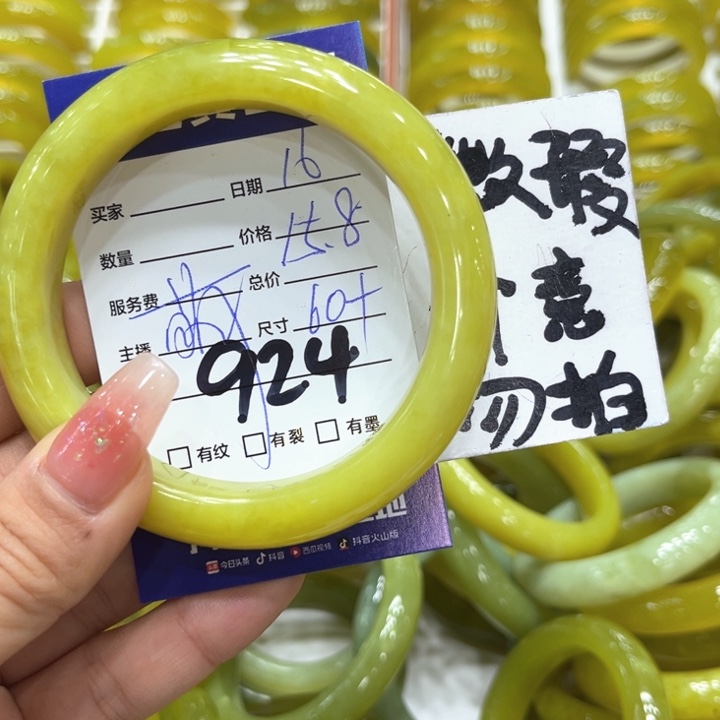 买家 日期 16
数量 价格 15.8
服务费 总价
主播 尺寸 60+
924
有纹 有裂 有墨
今日头条 抖音 西瓜视频 抖音火山版
竞
勿拍